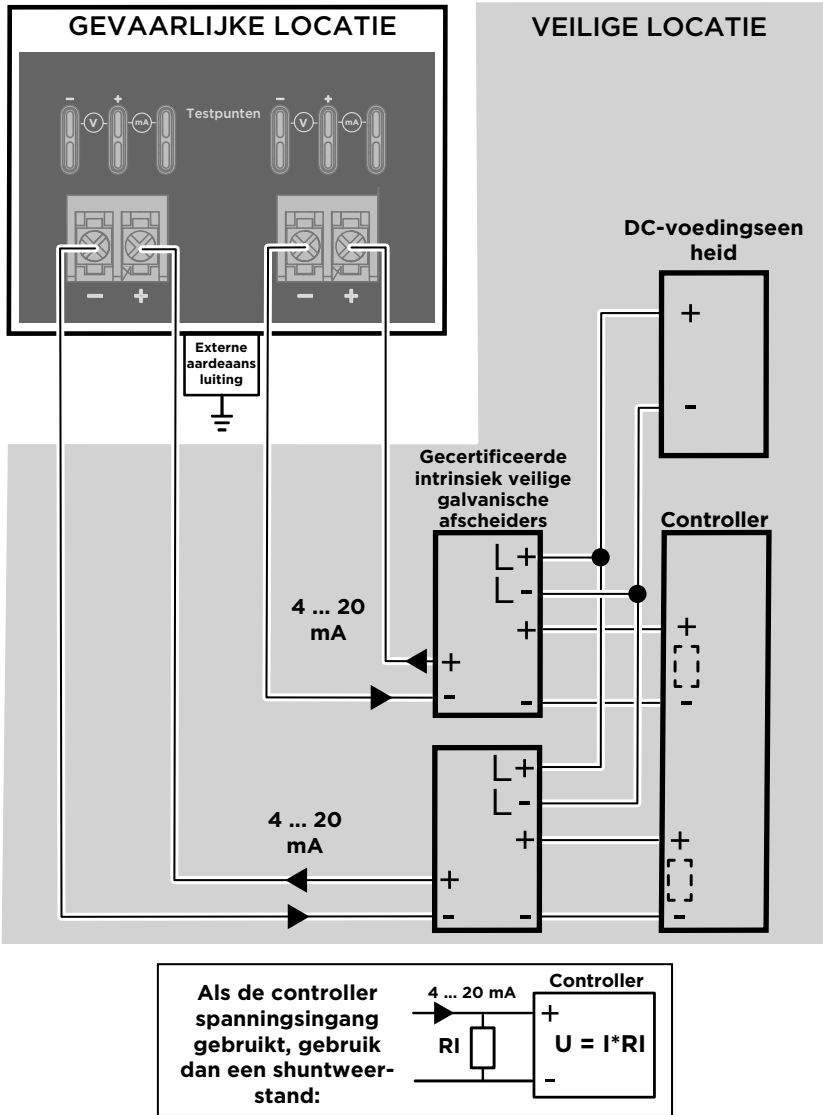 GEVAARLIJKE LOCATIE
VEILIGE LOCATIE
- + - +
V mA Testpunten V mA
DC-voedingseen
heid
+
-
- + - +
Externe
aardeaans
luiting
Gecertificeerde
intrinsiek veilige
galvanische
afscheiders
Controller
L +
L -
4 ... 20
mA
+ +
+
- - -
L +
L -
4 ... 20
mA
+ +
+
- - -
Als de controller
spanningsingang
gebruikt, gebruik
dan een shuntweer-
stand:
4 ... 20 mA
Controller
+
RI
U = I*RI
-